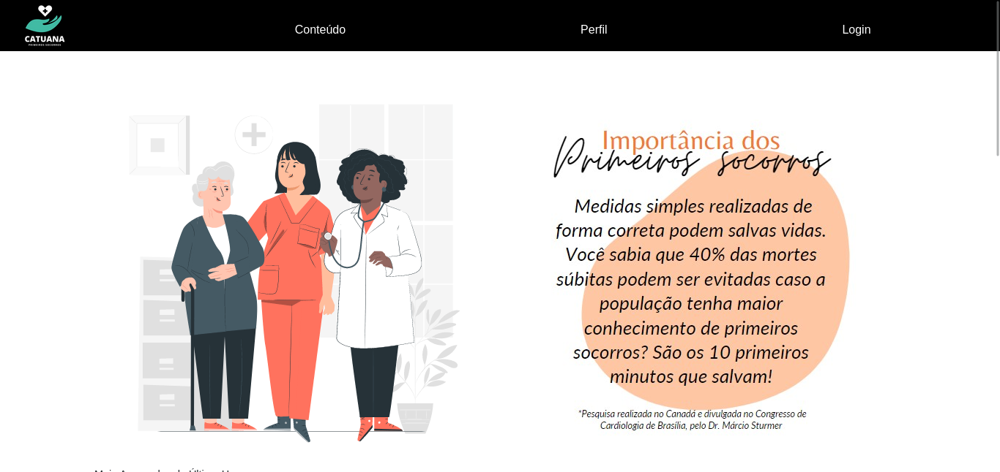 CATUANA
PRIMEIROS SOCORROS
Conteúdo
Perfil
Login
Importância dos
Primeiros socorros
Medidas simples realizadas de
forma correta podem salvas vidas.
Você sabia que 40% das mortes
súbitas podem ser evitadas caso a
população tenha maior
conhecimento de primeiros
socorros? São os 10 primeiros
minutos que salvam!
*Pesquisa realizada no Canadá e divulgada no Congresso de
Cardiologia de Brasília, pelo Dr. Márcio Sturmer